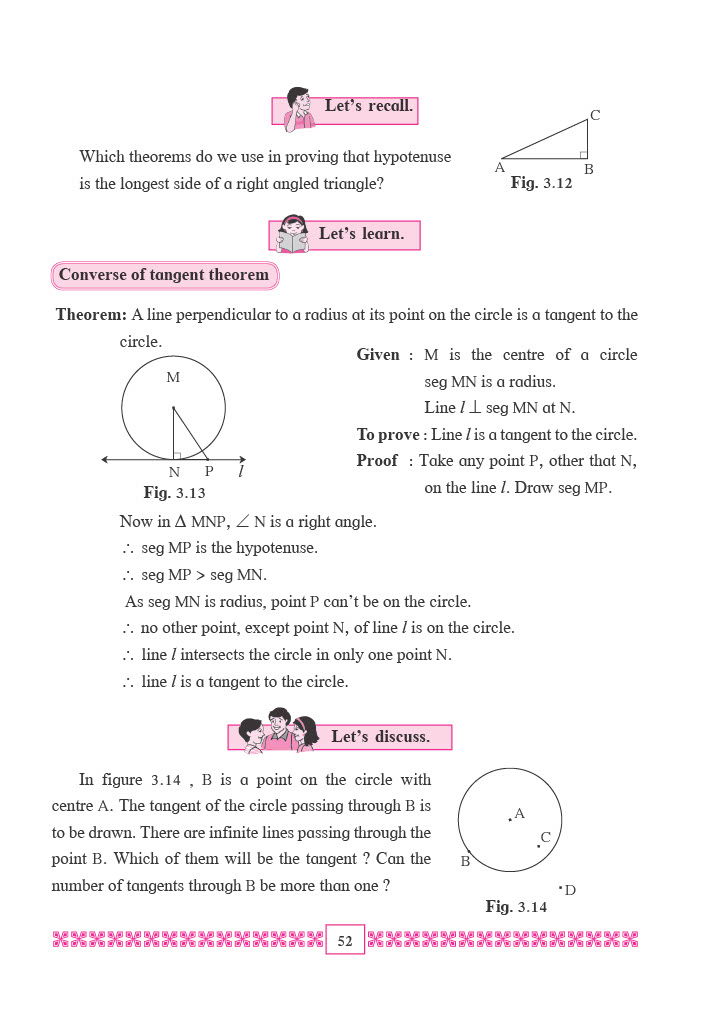 Let's recall.
Which theorems do we use in proving that hypotenuse
is the longest side of a right angled triangle?
C
A
B
Fig. 3.12
Let's learn.
Converse of tangent theorem
Theorem: A line perpendicular to a radius at its point on the circle is a tangent to the
circle.
M
N P l
Fig. 3.13
Given : M is the centre of a circle
seg MN is a radius.
Line l ⊥ seg MN at N.
To prove : Line l is a tangent to the circle.
Proof : Take any point P, other that N,
on the line l. Draw seg MP.
Now in Δ MNP, ∠ N is a right angle.
∴ seg MP is the hypotenuse.
∴ seg MP > seg MN.
As seg MN is radius, point P can't be on the circle.
∴ no other point, except point N, of line l is on the circle.
∴ line l intersects the circle in only one point N.
∴ line l is a tangent to the circle.
Let's discuss.
In figure 3.14 , B is a point on the circle with
centre A. The tangent of the circle passing through B is
to be drawn. There are infinite lines passing through the
point B. Which of them will be the tangent ? Can the
number of tangents through B be more than one ?
A
C
B
D
Fig. 3.14
52